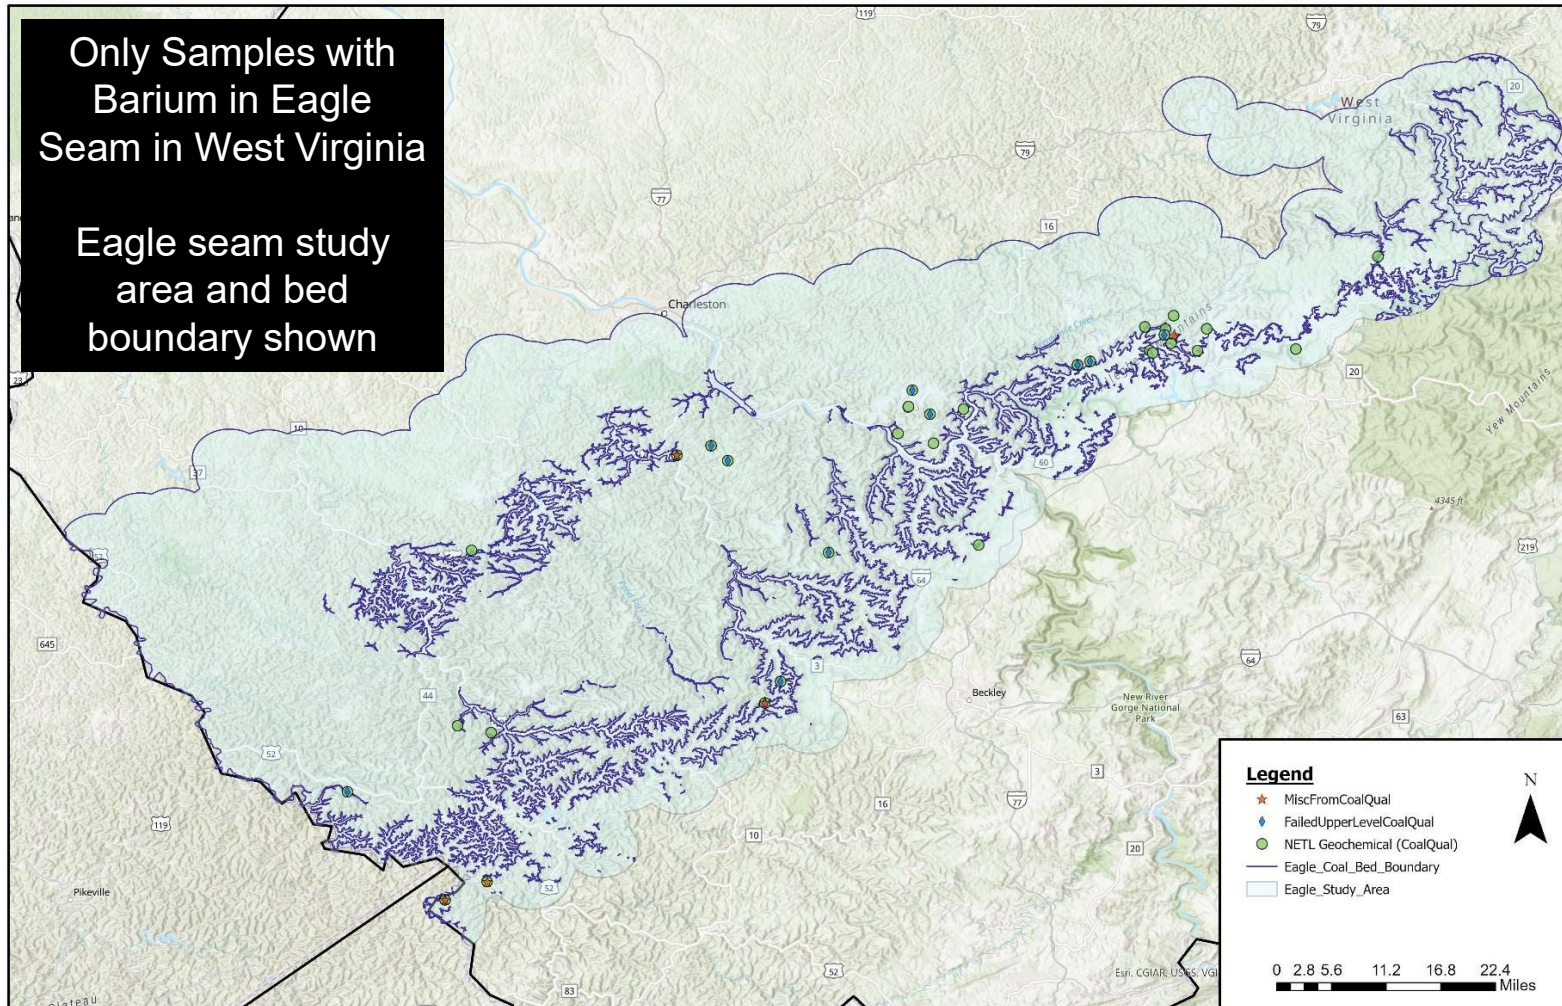 Only Samples with
Barium in Eagle
Seam in West Virginia
Eagle seam study
area and bed
boundary shown
119
79
West
Virginia
20
79
77
16
Charleston
23
10
37
20
Yew Mountains
60
4345 ft
52
219
64
645
3
44
Beckley
64
New River
Gorge National
Park
63
52
3
16
77
119
10
20
Pikeville
52
52
83
Plateau
Esri, CGIAR, USGS, VGI
Legend
N
MiscFromCoalQual
FailedUpperLevelCoalQual
NETL Geochemical (CoalQual)
Eagle_Coal_Bed_Boundary
Eagle_Study_Area
0 2.8 5.6 11.2 16.8 22.4
Miles